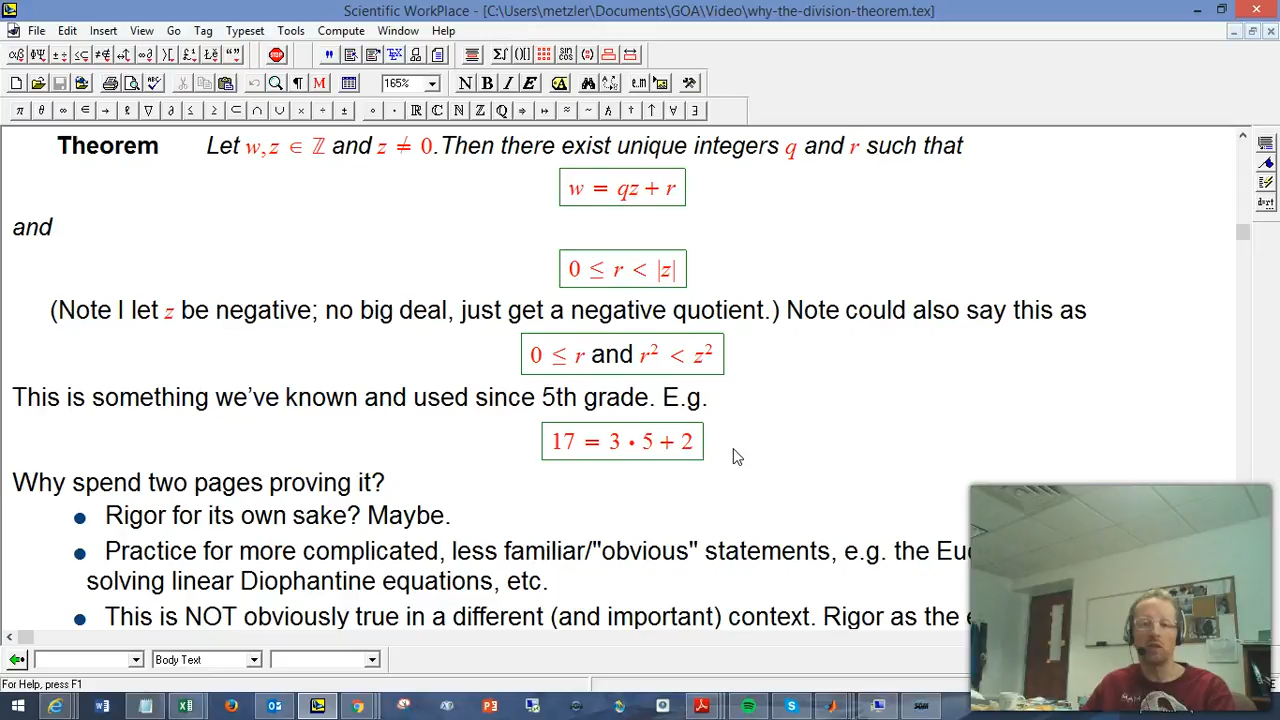 Scientific WorkPlace - [C:\Users\metzler\Documents\GOA\Video\why-the-division-theorem.tex]
File Edit Insert View Go Tag Typeset Tools Compute Window Help
165%
Theorem Let w, z ∈ ℤ and z ≠ 0. Then there exist unique integers q and r such that
w = qz + r
and
0 ≤ r < |z|
(Note I let z be negative; no big deal, just get a negative quotient.) Note could also say this as
0 ≤ r and r² < z²
This is something we've known and used since 5th grade. E.g.
17 = 3 • 5 + 2
Why spend two pages proving it?
● Rigor for its own sake? Maybe.
● Practice for more complicated, less familiar/"obvious" statements, e.g. the Euc
solving linear Diophantine equations, etc.
● This is NOT obviously true in a different (and important) context. Rigor as the e
Body Text
For Help, press F1